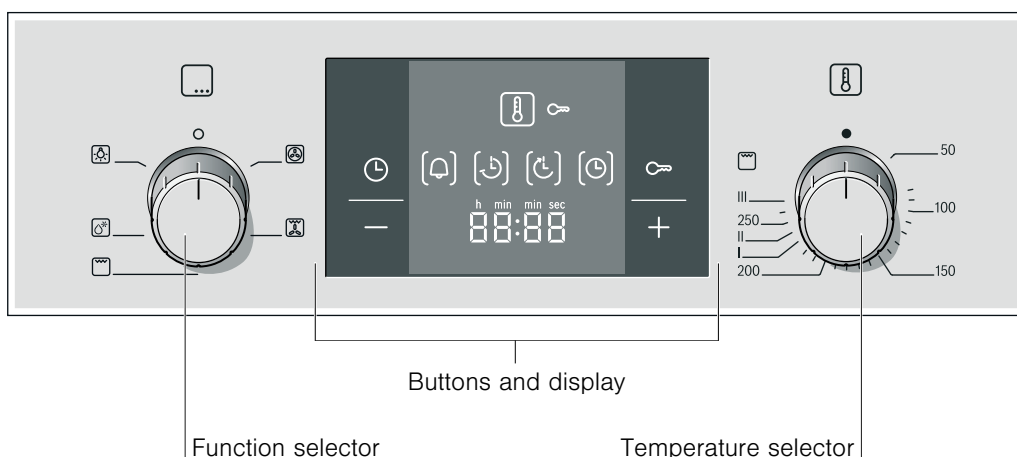 h min min sec
88:88
50
100
150
200
I
II
250
III
Buttons and display
Function selector
Temperature selector